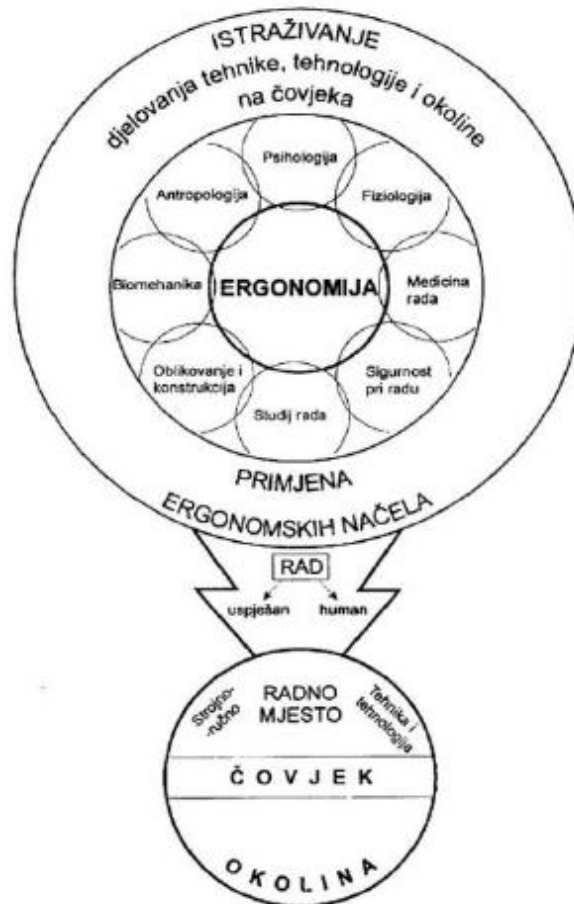 ISTRAŽIVANJE
djelovanja tehnike, tehnologije i okoline
na čovjeka
Psihologija
Antropologija
Fiziologija
Biomehanika
ERGONOMIJA
Medicina
rada
Oblikovanje i
konstrukcija
Sigurnost
pri radu
Studij rada
PRIMJENA
ERGONOMSKIH NAČELA
RAD
uspješan
human
Strojno-
-ručno
RADNO
MJESTO
Tehnika i
tehnologija
ČOVJEK
OKOLINA